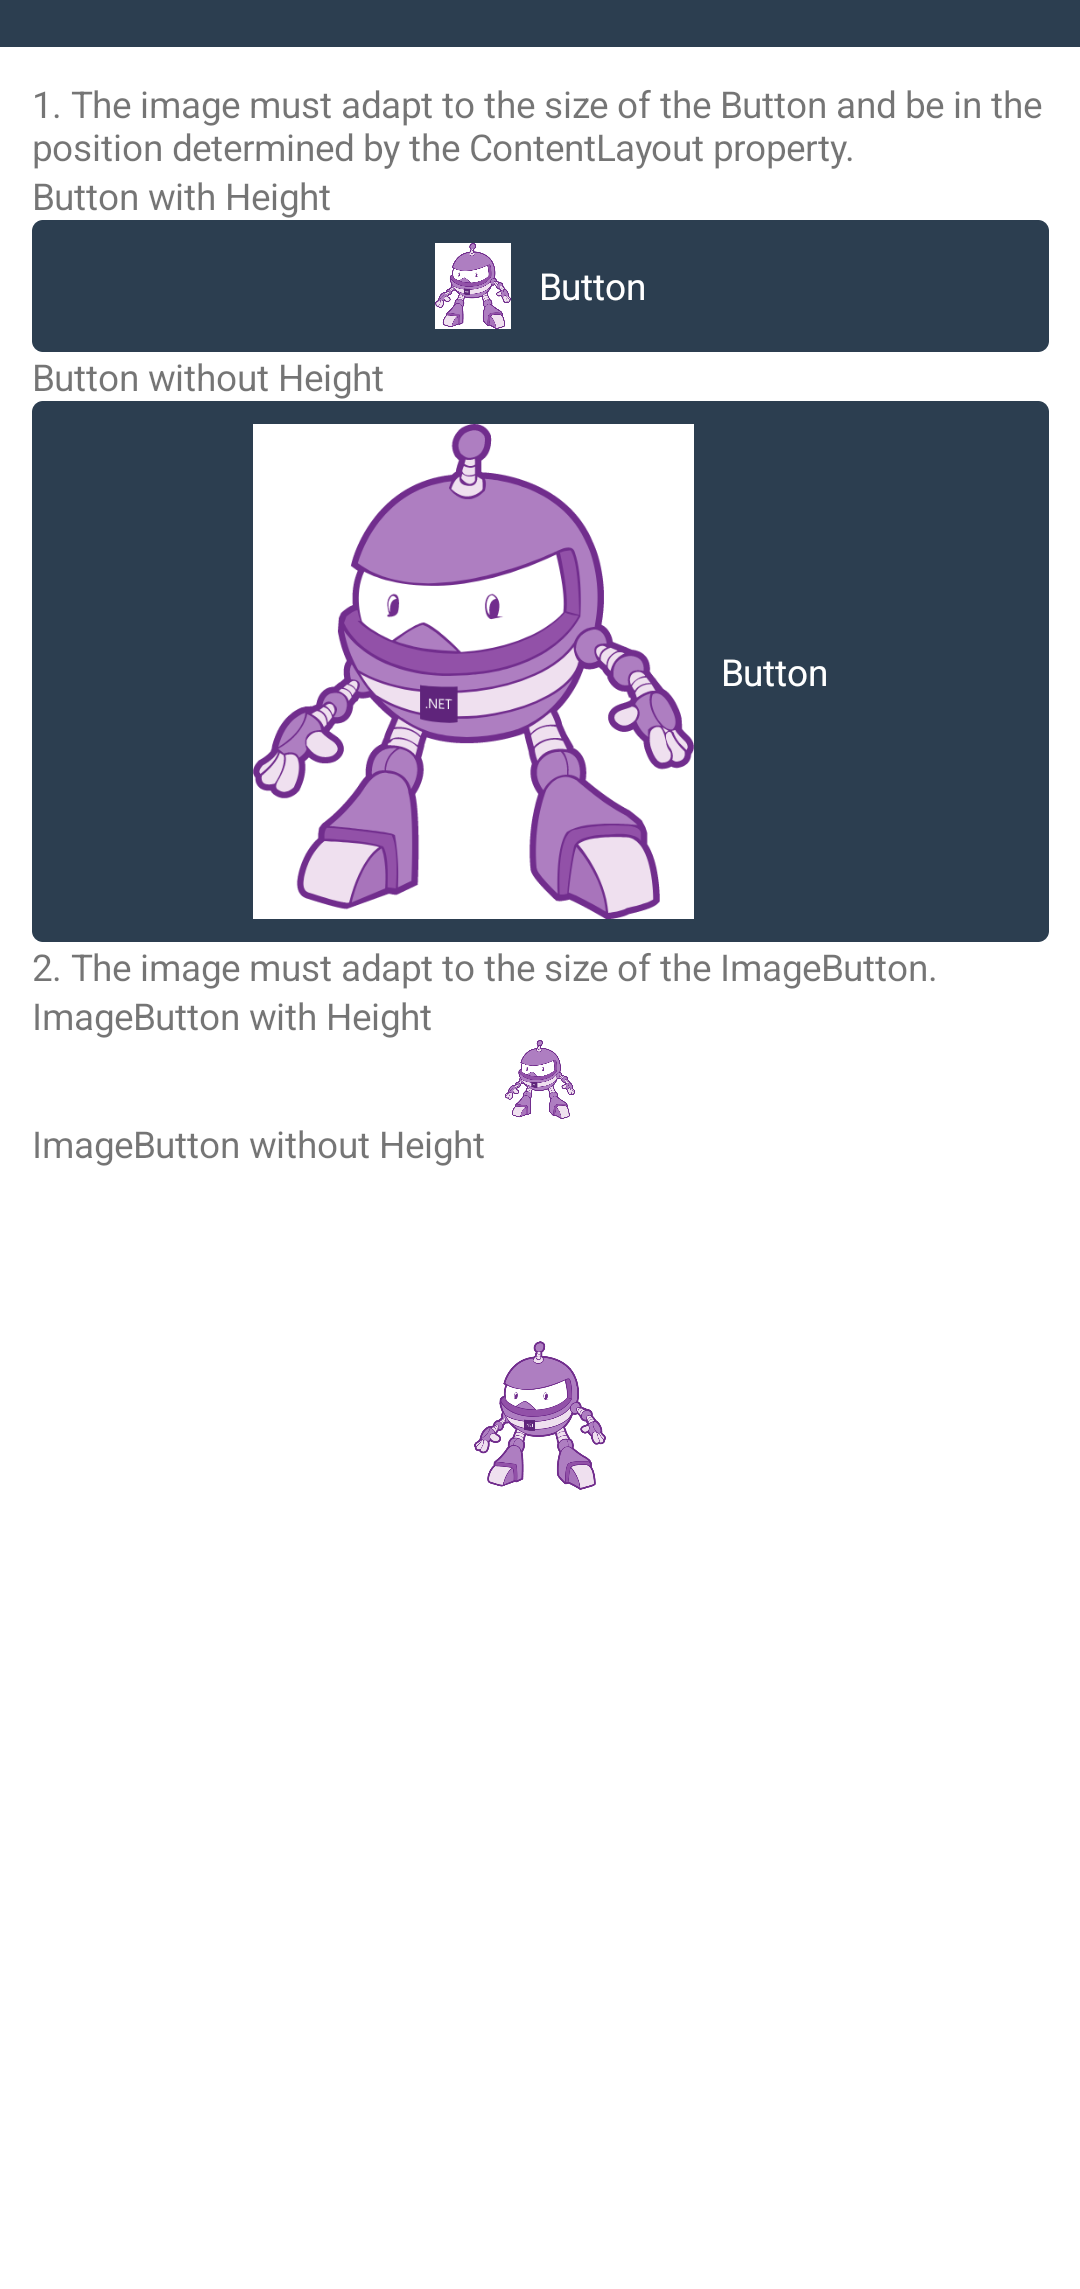 1. The image must adapt to the size of the Button and be in the
position determined by the ContentLayout property.
Button with Height
Button
Button without Height
.NET
Button
2. The image must adapt to the size of the ImageButton.
ImageButton with Height
ImageButton without Height